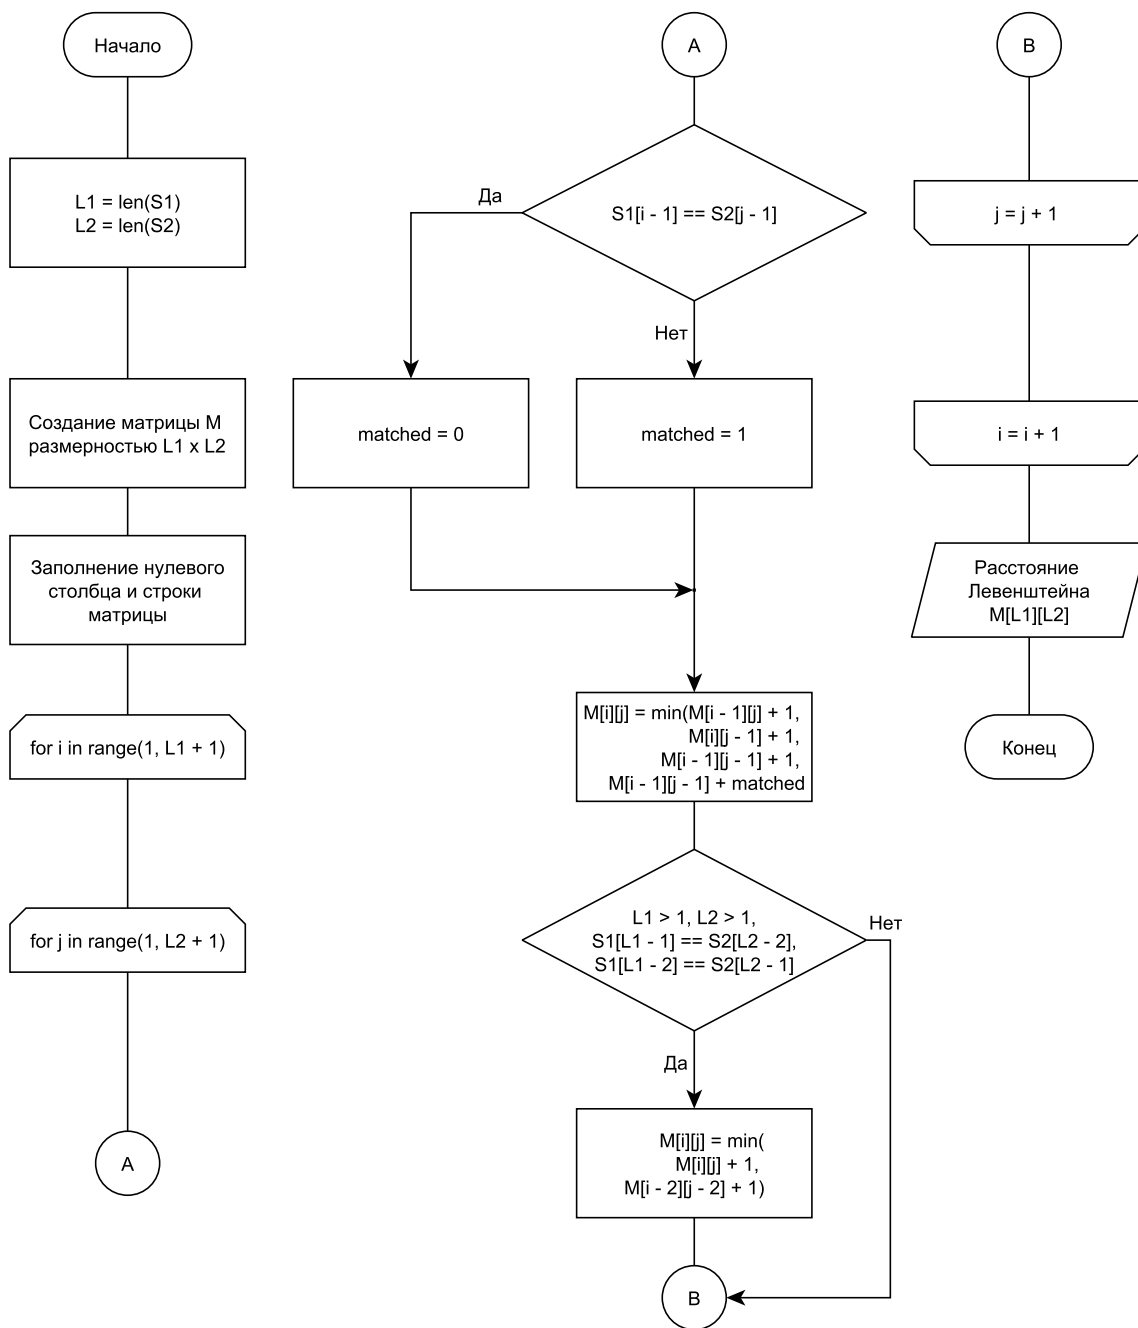 Начало
L1 = len(S1)
L2 = len(S2)
Создание матрицы M
размерностью L1 x L2
Заполнение нулевого
столбца и строки
матрицы
for i in range(1, L1 + 1)
for j in range(1, L2 + 1)
A
A
S1[i - 1] == S2[j - 1]
Да
Нет
matched = 0
matched = 1
M[i][j] = min(M[i - 1][j] + 1,
M[i][j - 1] + 1,
M[i - 1][j - 1] + 1,
M[i - 1][j - 1] + matched
L1 > 1, L2 > 1,
S1[L1 - 1] == S2[L2 - 2],
S1[L1 - 2] == S2[L2 - 1]
Нет
Да
M[i][j] = min(
M[i][j] + 1,
M[i - 2][j - 2] + 1)
B
B
j = j + 1
i = i + 1
Расстояние
Левенштейна
M[L1][L2]
Конец